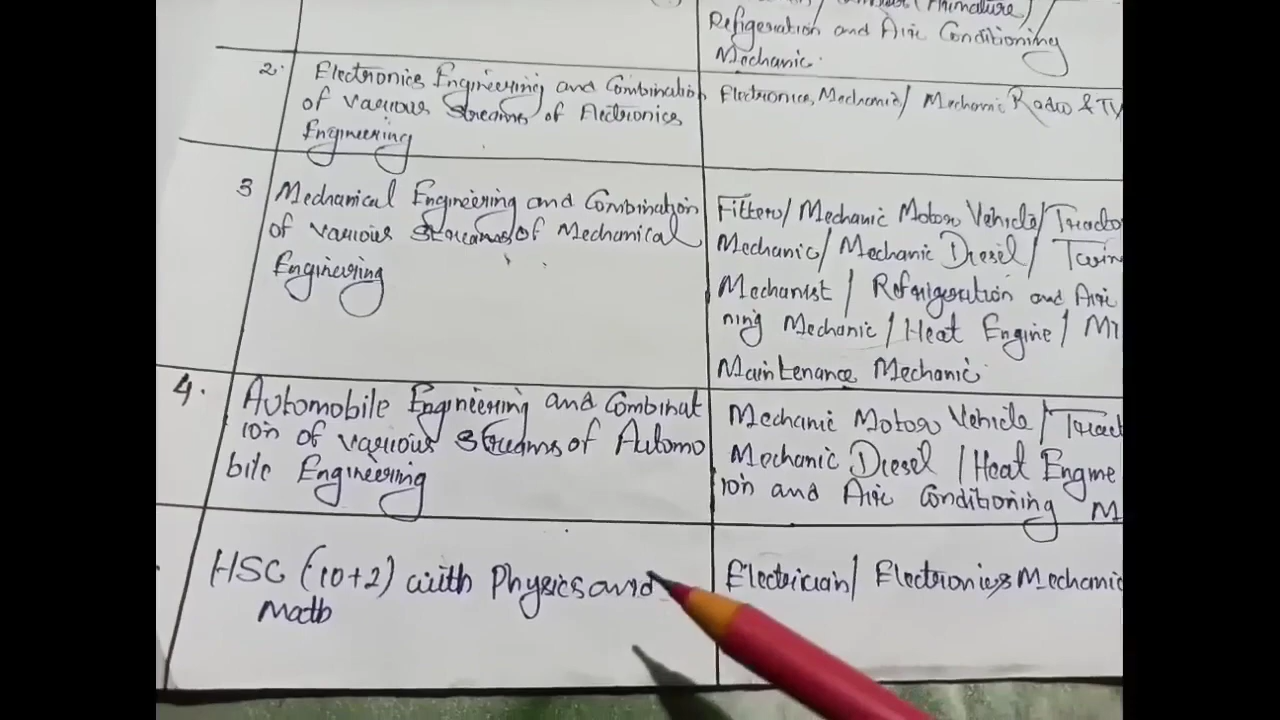 Refigeration and Air Conditioning
Mechanic.
2. Electronics Engineering and Combination
of various streams of Electronics
Engineering
Electronics Mechanic/ Mechanic Radio & TV
3 Mechanical Engineering and Combination
of various streams of Mechanical
Engineering
Fitter/ Mechanic Motor Vehicle/ Tracto
Mechanic/ Mechanic Diesel/
Machinist / Refrigeration and Air
ning Mechanic/ Heat Engine/
Maintenance Mechanic
4. Automobile Engineering and Combinat
ion of various streams of Automo
bile Engineering
Mechanic Motor Vehicle/ Tract
Mechanic Diesel / Heat Engine
ion and Air Conditioning M
HSC (10+2) with Physics and
Math
Electrician/ Electronics Mechanic